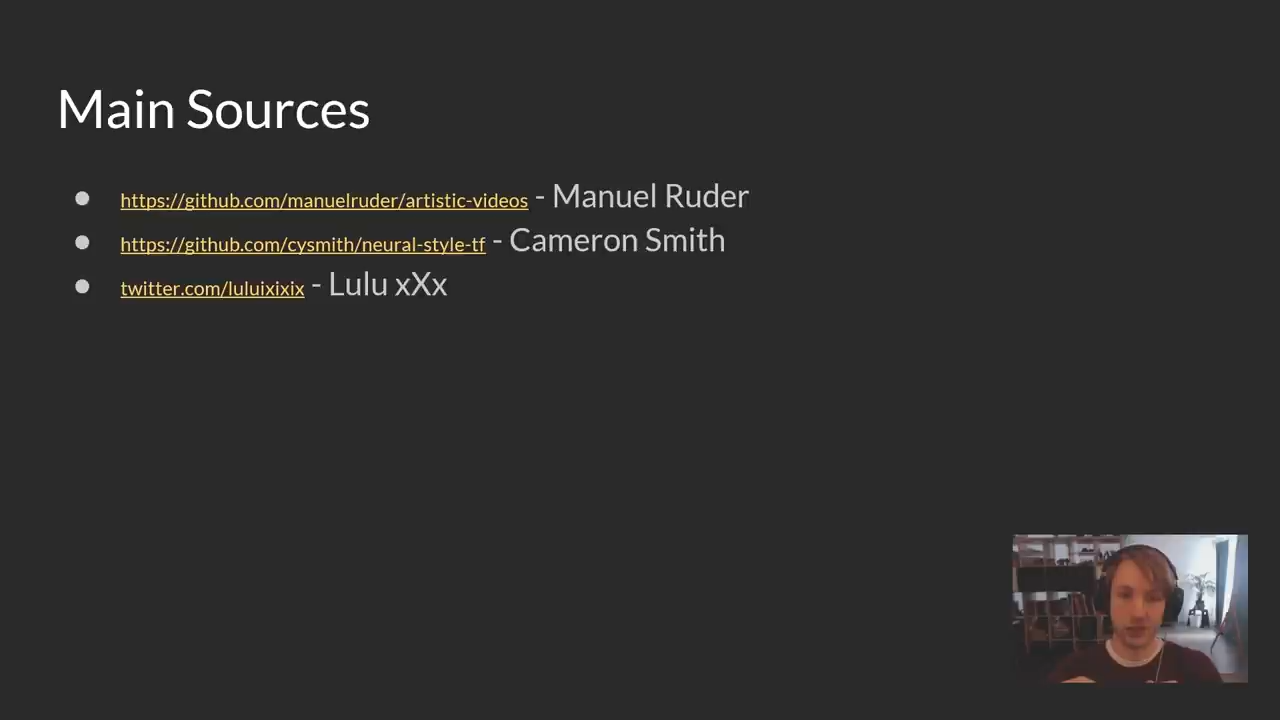 Main Sources
● https://github.com/manuelruder/artistic-videos - Manuel Ruder
● https://github.com/cysmith/neural-style-tf - Cameron Smith
● twitter.com/luluixixix - Lulu xXx